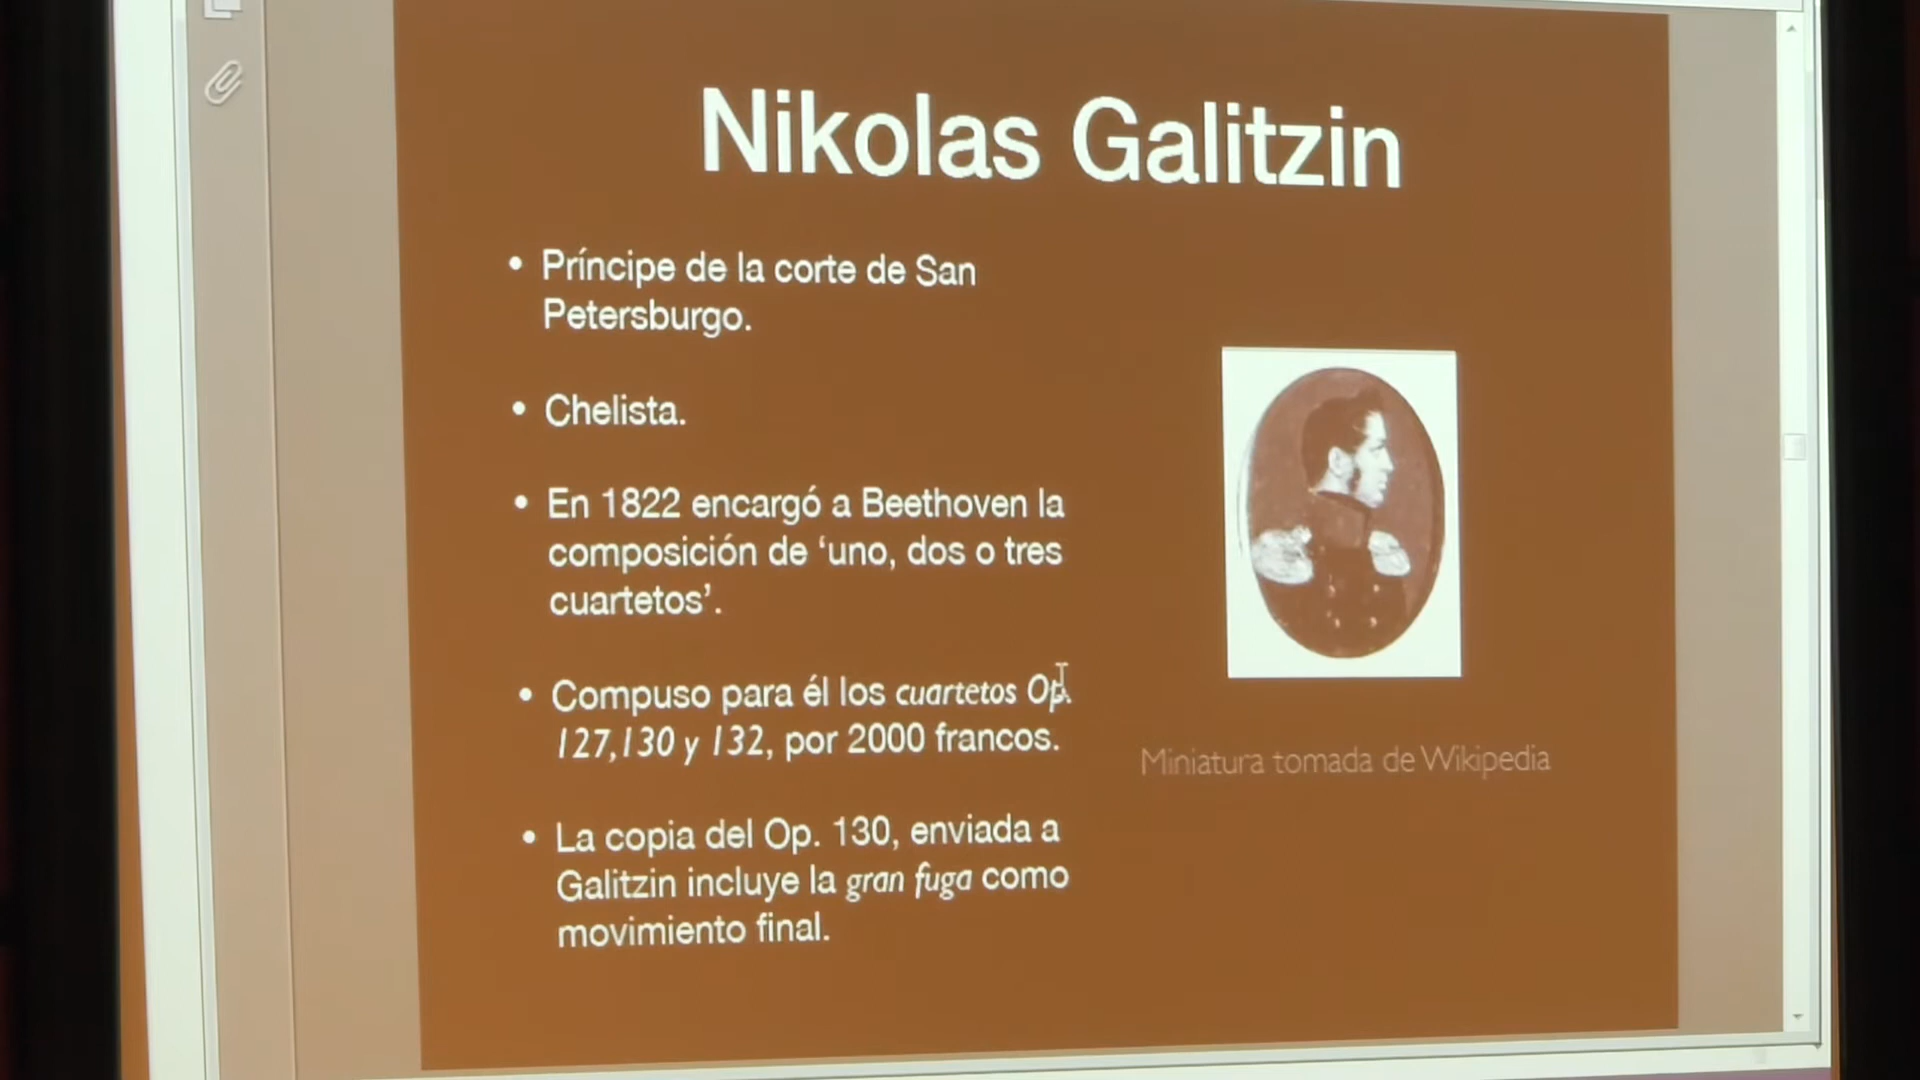 Nikolas Galitzin
• Príncipe de la corte de San
Petersburgo.
• Chelista.
• En 1822 encargó a Beethoven la
composición de ‘uno, dos o tres
cuartetos’.
• Compuso para él los cuartetos Op.
127,130 y 132, por 2000 francos.
• La copia del Op. 130, enviada a
Galitzin incluye la gran fuga como
movimiento final.
Miniatura tomada de Wikipedia